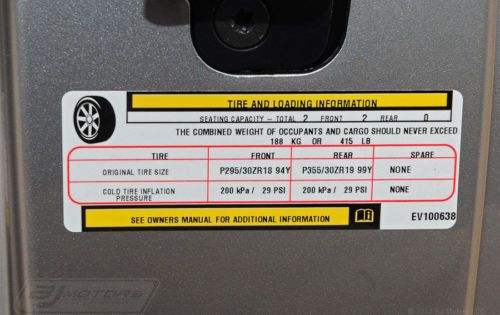 TIRE AND LOADING INFORMATION
SEATING CAPACITY - TOTAL 2 FRONT 2 REAR 0
THE COMBINED WEIGHT OF OCCUPANTS AND CARGO SHOULD NEVER EXCEED
188 KG OR 415 LB
TIRE FRONT REAR SPARE
ORIGINAL TIRE SIZE P295/30ZR18 94Y P355/30ZR19 99Y NONE
COLD TIRE INFLATION PRESSURE 200 kPa / 29 PSI 200 kPa / 29 PSI NONE
SEE OWNERS MANUAL FOR ADDITIONAL INFORMATION EV100638
MOTORS